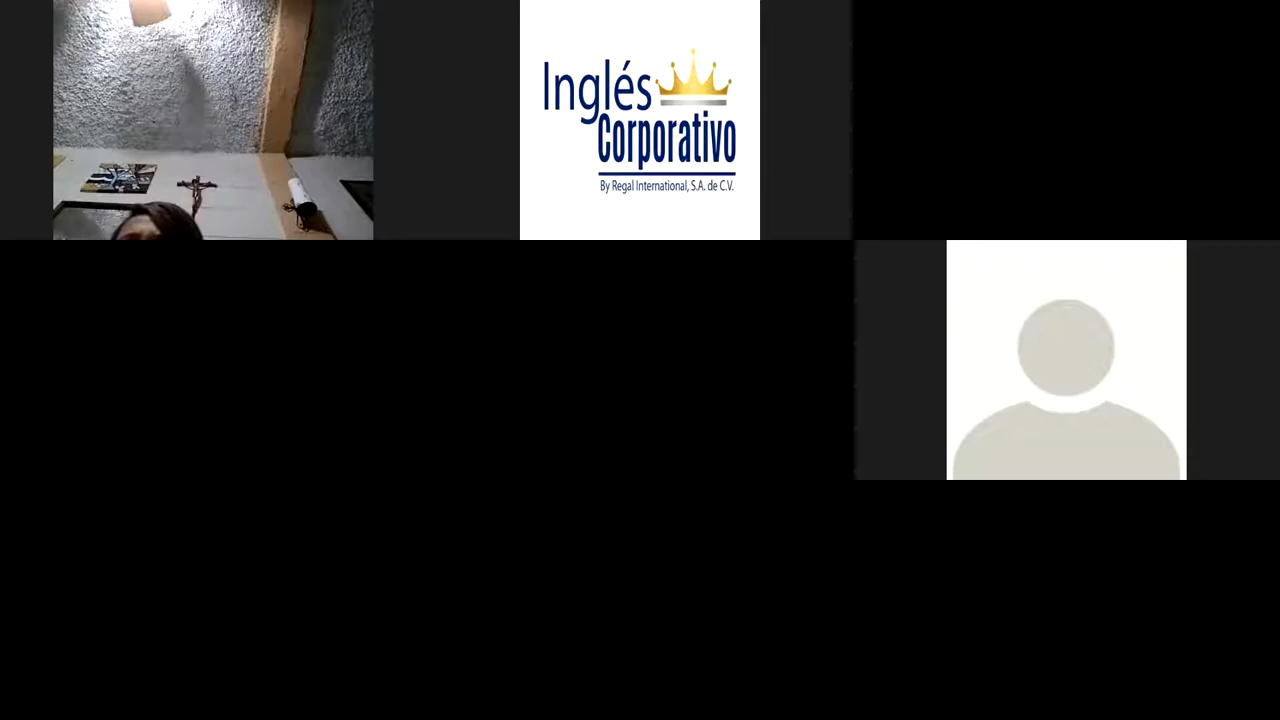 Inglés
Corporativo
By Regal International, S.A. de C.V.